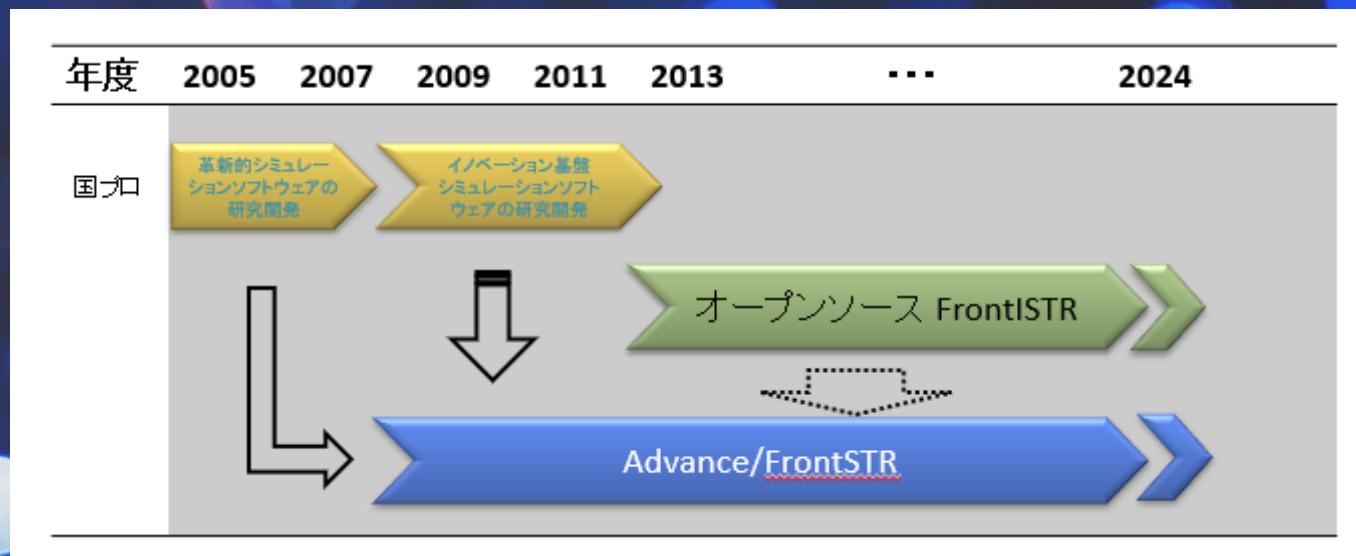 年度 2005 2007 2009 2011 2013 ・・・ 2024
国プロ
革新的シミュレー
ションソフトウェアの
研究開発
イノベーション基盤
シミュレーションソフト
ウェアの研究開発
オープンソース FrontISTR
Advance/FrontSTR